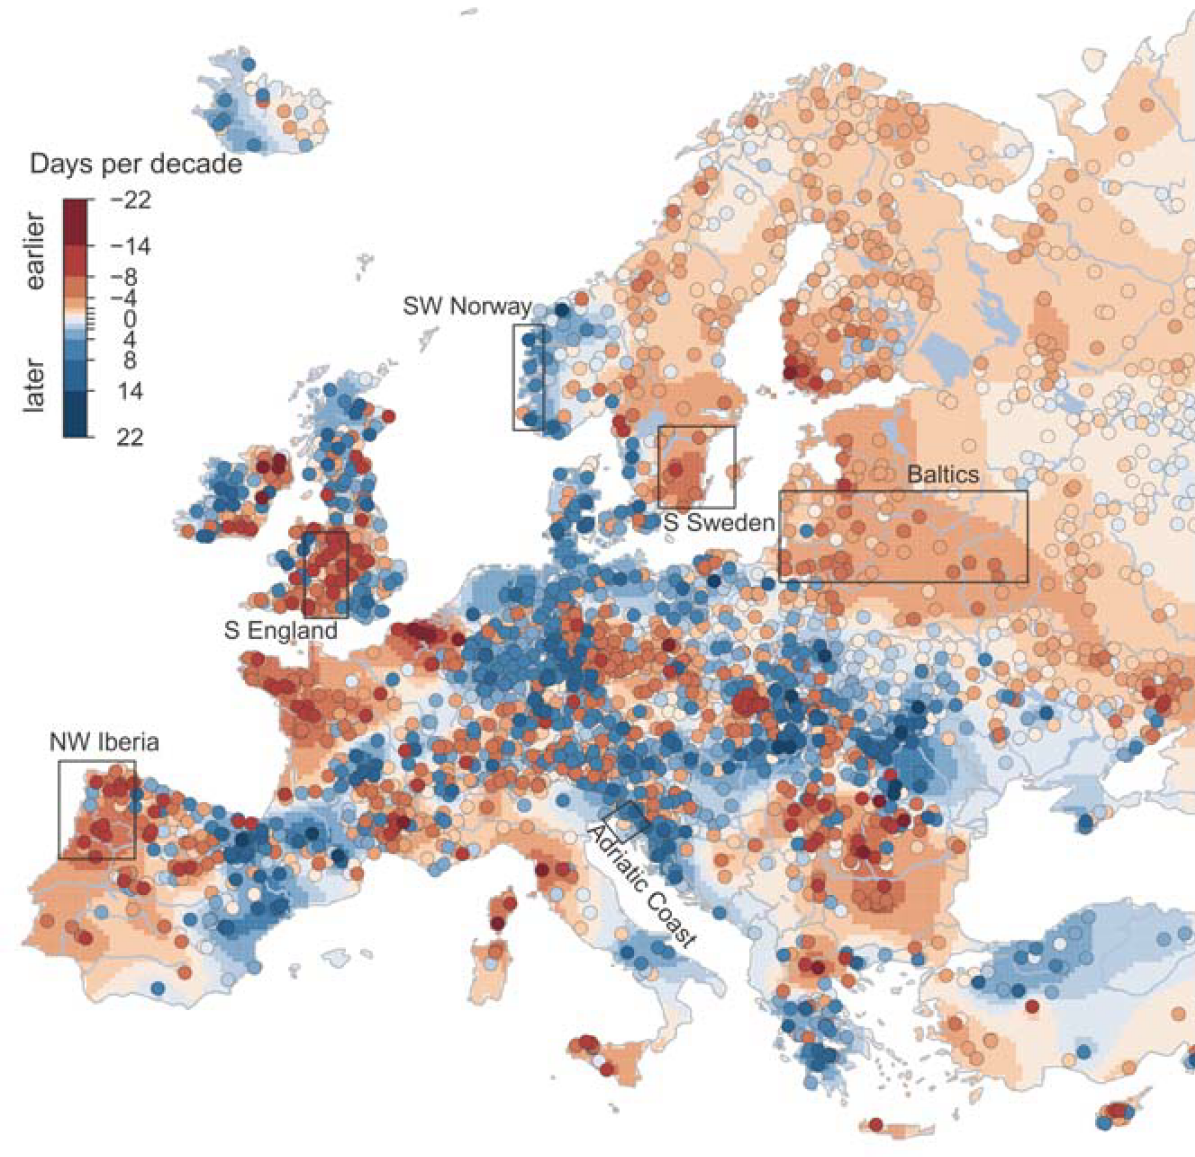 Days per decade
earlier
later
−22
−14
−8
−4
0
4
8
14
22
SW Norway
Baltics
S Sweden
S England
NW Iberia
Adriatic Coast